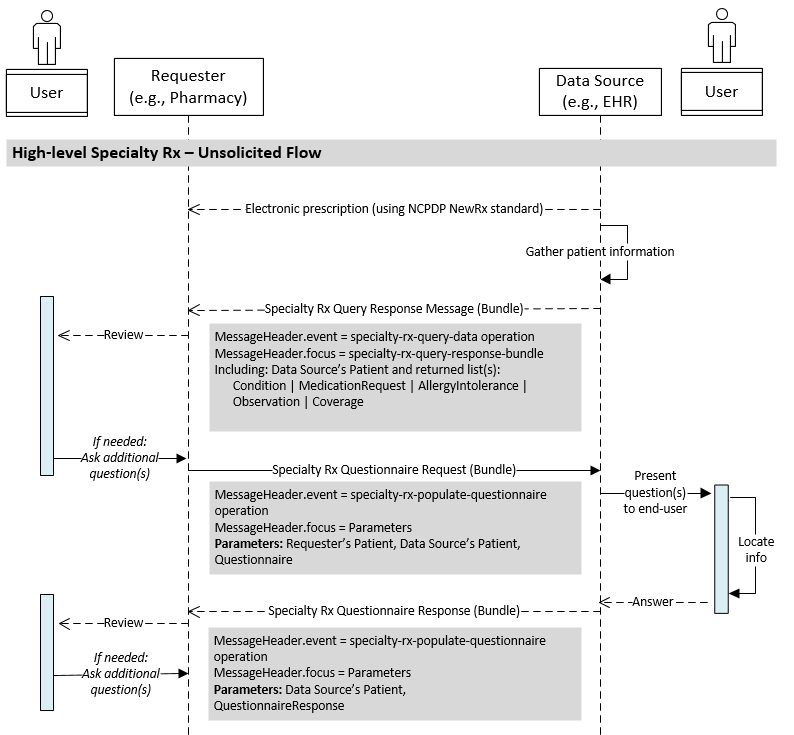 User
Requester
(e.g., Pharmacy)
Data Source
(e.g., EHR)
User
High-level Specialty Rx – Unsolicited Flow
Electronic prescription (using NCPDP NewRx standard)
Gather patient information
Specialty Rx Query Response Message (Bundle)
Review
MessageHeader.event = specialty-rx-query-data operation
MessageHeader.focus = specialty-rx-query-response-bundle
Including: Data Source's Patient and returned list(s):
Condition | MedicationRequest | AllergyIntolerance |
Observation | Coverage
If needed:
Ask additional
question(s)
Specialty Rx Questionnaire Request (Bundle)
Present
question(s)
to end-user
MessageHeader.event = specialty-rx-populate-questionnaire
operation
MessageHeader.focus = Parameters
Parameters: Requester's Patient, Data Source's Patient,
Questionnaire
Locate
info
Answer
Specialty Rx Questionnaire Response (Bundle)
Review
MessageHeader.event = specialty-rx-populate-questionnaire
operation
MessageHeader.focus = Parameters
Parameters: Data Source's Patient,
QuestionnaireResponse
If needed:
Ask additional
question(s)